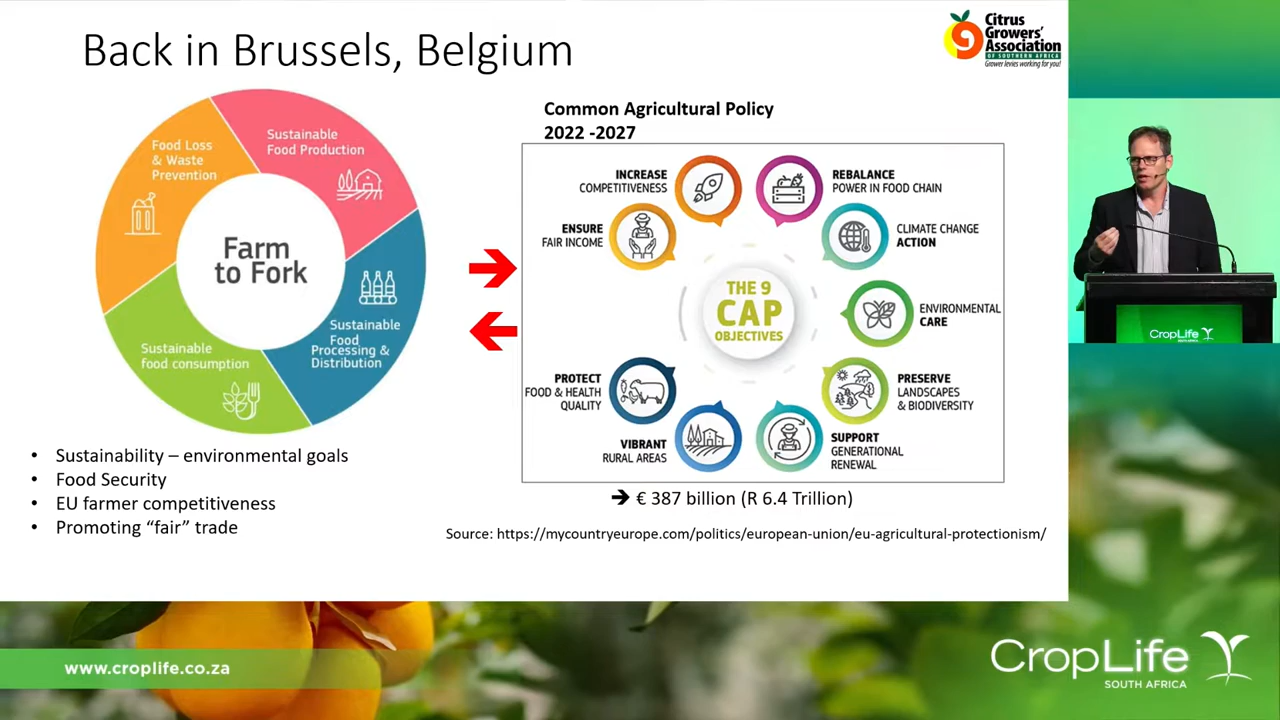 Back in Brussels, Belgium
Citrus
Growers'
Association
OF SOUTHERN AFRICA
Grower levies working for you!
Food Loss
& Waste
Prevention
Sustainable
Food Production
Farm
to Fork
Sustainable
Food
Processing &
Distribution
Sustainable
food consumption
• Sustainability – environmental goals
• Food Security
• EU farmer competitiveness
• Promoting “fair” trade
Common Agricultural Policy
2022 -2027
INCREASE
COMPETITIVENESS
REBALANCE
POWER IN FOOD CHAIN
ENSURE
FAIR INCOME
CLIMATE CHANGE
ACTION
THE 9
CAP
OBJECTIVES
ENVIRONMENTAL
CARE
PROTECT
FOOD & HEALTH
QUALITY
PRESERVE
LANDSCAPES
& BIODIVERSITY
VIBRANT
RURAL AREAS
SUPPORT
GENERATIONAL
RENEWAL
→ € 387 billion (R 6.4 Trillion)
Source: https://mycountryeurope.com/politics/european-union/eu-agricultural-protectionism/
CropLife
SOUTH AFRICA
www.croplife.co.za
CropLife
SOUTH AFRICA